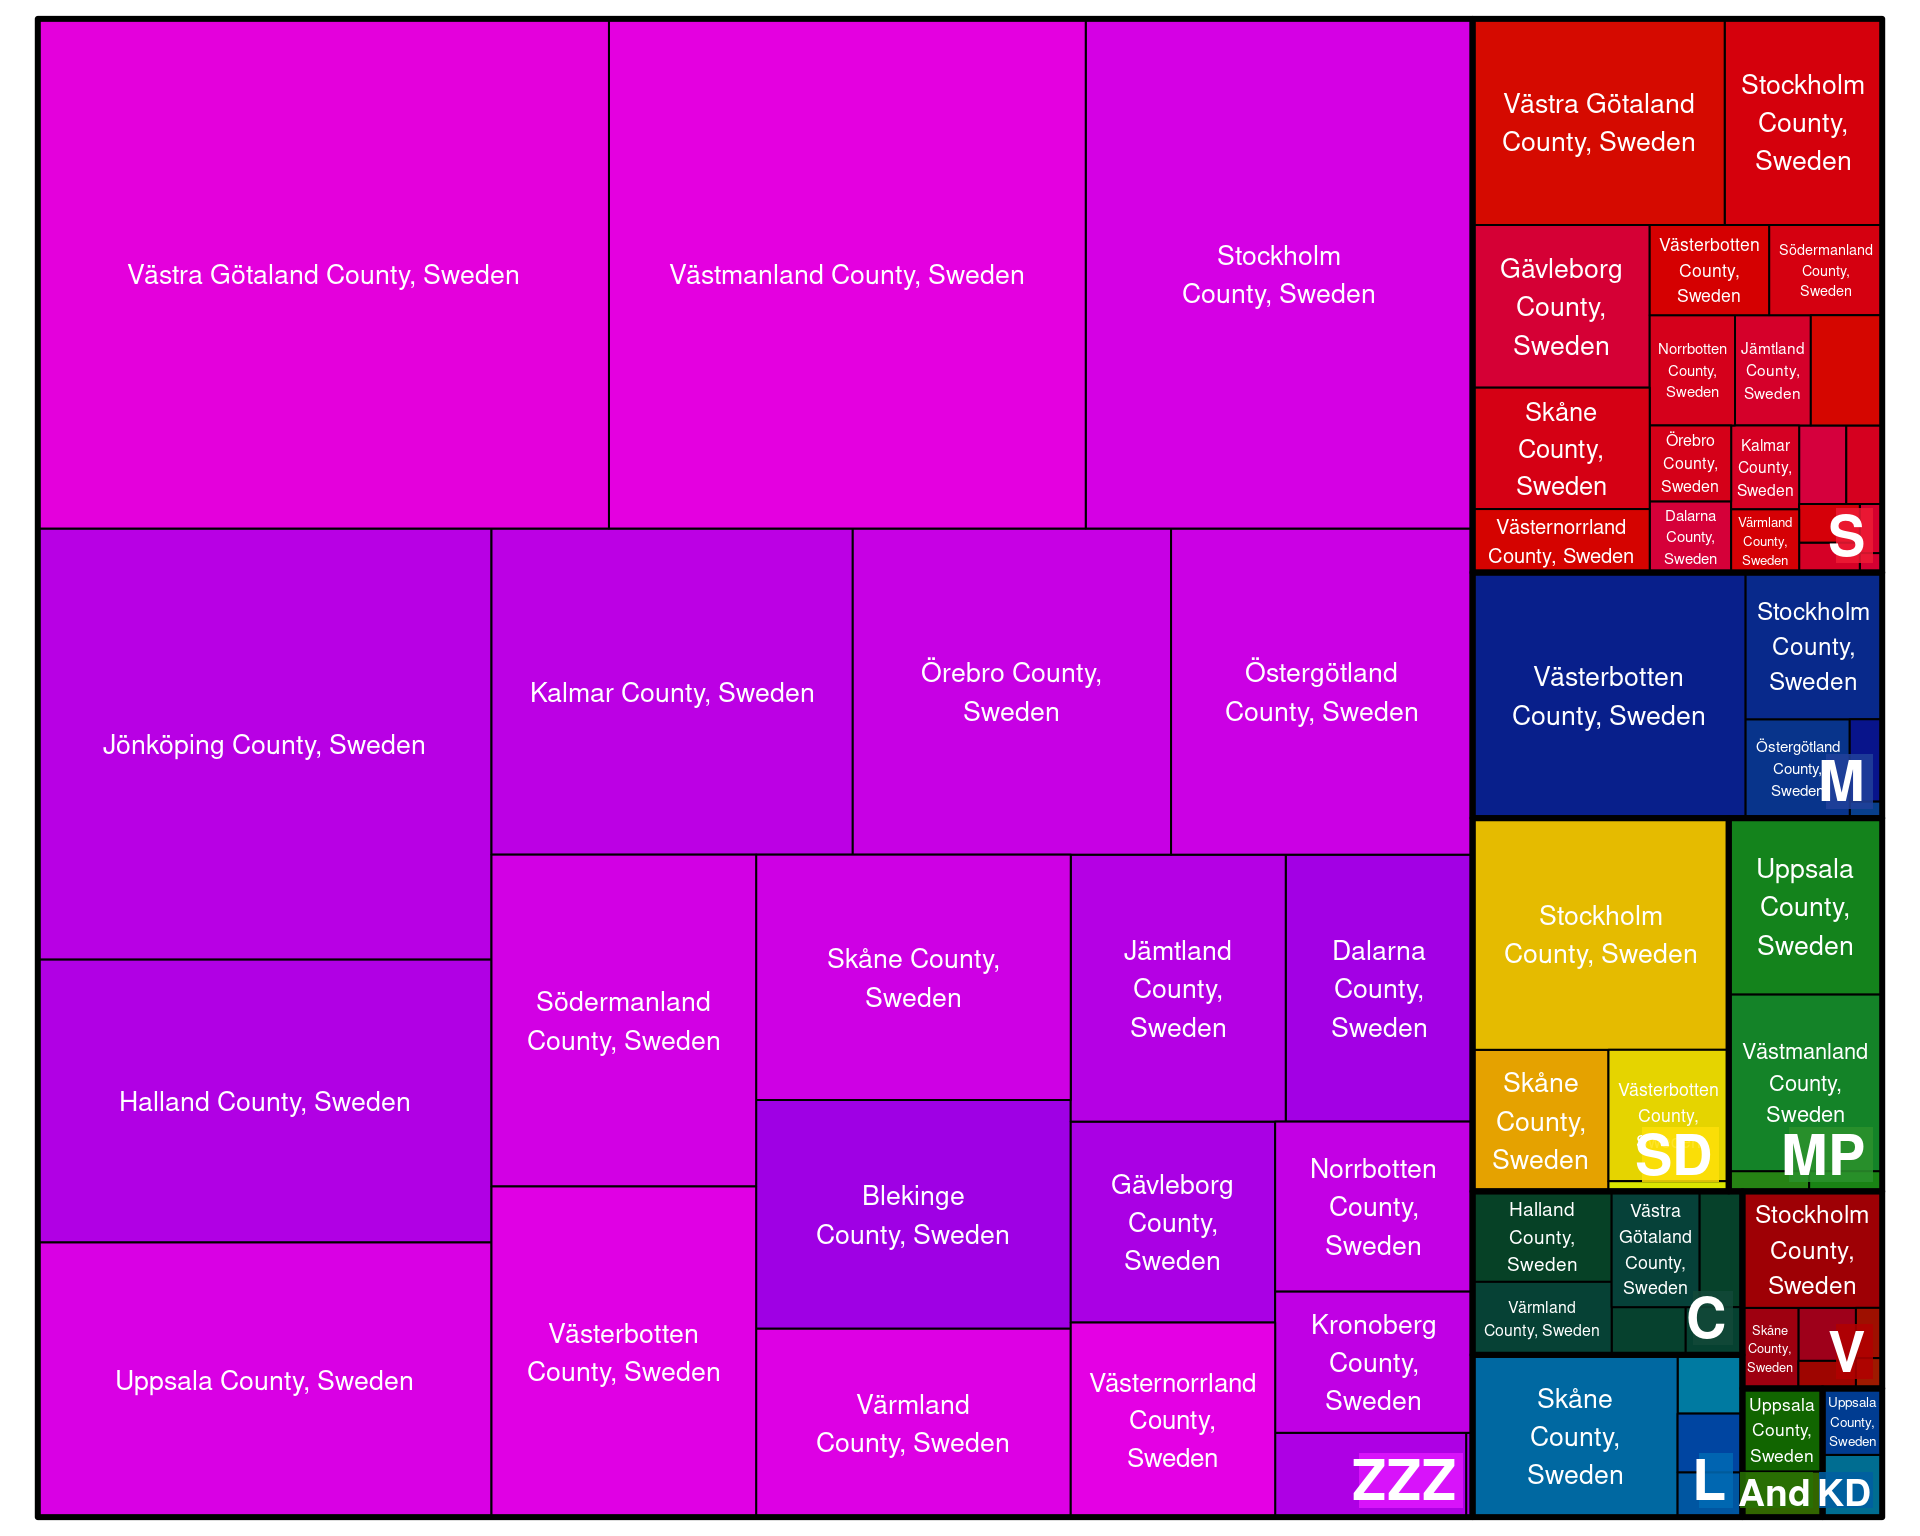 Västra Götaland County, Sweden
Västmanland County, Sweden
Stockholm
County, Sweden
Jönköping County, Sweden
Kalmar County, Sweden
Örebro County,
Sweden
Östergötland
County, Sweden
Halland County, Sweden
Uppsala County, Sweden
Södermanland
County, Sweden
Västerbotten
County, Sweden
Skåne County,
Sweden
Blekinge
County, Sweden
Värmland
County, Sweden
Jämtland
County,
Sweden
Dalarna
County,
Sweden
Gävleborg
County,
Sweden
Västernorrland
County,
Sweden
Norrbotten
County,
Sweden
Kronoberg
County,
Sweden
ZZZ
Västra Götaland
County, Sweden
Stockholm
County,
Sweden
Gävleborg
County,
Sweden
Skåne
County,
Sweden
Västernorrland
County, Sweden
Västerbotten
County,
Sweden
Södermanland
County,
Sweden
Norrbotten
County,
Sweden
Jämtland
County,
Sweden
Örebro
County,
Sweden
Kalmar
County,
Sweden
Dalarna
County,
Sweden
Värmland
County,
Sweden
S
Västerbotten
County, Sweden
Stockholm
County,
Sweden
Östergötland
County,
Sweden
M
Stockholm
County, Sweden
Skåne
County,
Sweden
Västerbotten
County,
SD
Uppsala
County,
Sweden
Västmanland
County,
Sweden
MP
Halland
County,
Sweden
Värmland
County, Sweden
Västra
Götaland
County,
Sweden
C
Stockholm
County,
Sweden
Skåne
County,
Sweden
V
Skåne
County,
Sweden
L
Uppsala
County,
Sweden
And
Uppsala
County,
Sweden
KD